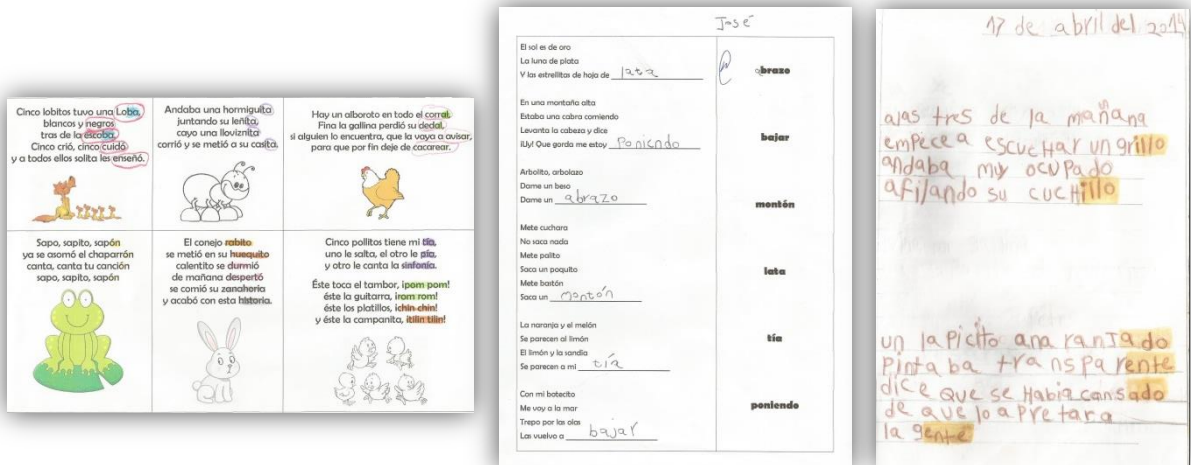 Cinco lobitos tuvo una Loba,
blancos y negros
tras de la escoba.
Cinco crió, cinco cuidó
y a todos ellos solita les enseñó.
Andaba una hormiguita
juntando su leñita,
cayo una lloviznita
corrió y se metió a su casita.
Hay un alboroto en todo el corral,
Fina la gallina perdió su dedal,
si alguien lo encuentra, que la vaya a avisar,
para que por fin deje de cacarear.
Sapo, sapito, sapón
ya se asomó el chaparrón
canta, canta tu canción
sapo, sapito, sapón
El conejo rabito
se metió en su huequito
calentito se durmió
de mañana despertó
se comió su zanahoria
y acabó con esta historia.
Cinco pollitos tiene mi tía,
uno le salta, el otro le pía,
y otro le canta la sinfonía.
Éste toca el tambor, ¡pom pom!
éste la guitarra, ¡rom rom!
éste los platillos, ¡chin chin!
y éste la campanita, ¡tilín tilín!
José
El sol es de oro
La luna de plata
Y las estrellitas de hoja de lata
En una montaña alta
Estaba una cabra comiendo
Levanta la cabeza y dice
¡Uy! Que gorda me estoy Poniendo
Arbolito, arbolazo
Dame un beso
Dame un abrazo
Mete cuchara
No saca nada
Mete palito
Saca un poquito
Mete bastón
Saca un montón
La naranja y el melón
Se parecen al limón
El limón y la sandía
Se parecen a mi tía
Con mi botecito
Me voy a la mar
Trepo por las olas
Las vuelvo a bajar
abrazo
bajar
montón
lata
tía
poniendo
17 de abril del 2014
alas tres de la mañana
empece a escucHar un grillo
andaba muy ocupado
afilando su cucHillo
un lapicito anaranJado
Pintaba transparente
dice que se Habia cansado
de que lo apretara
la gente